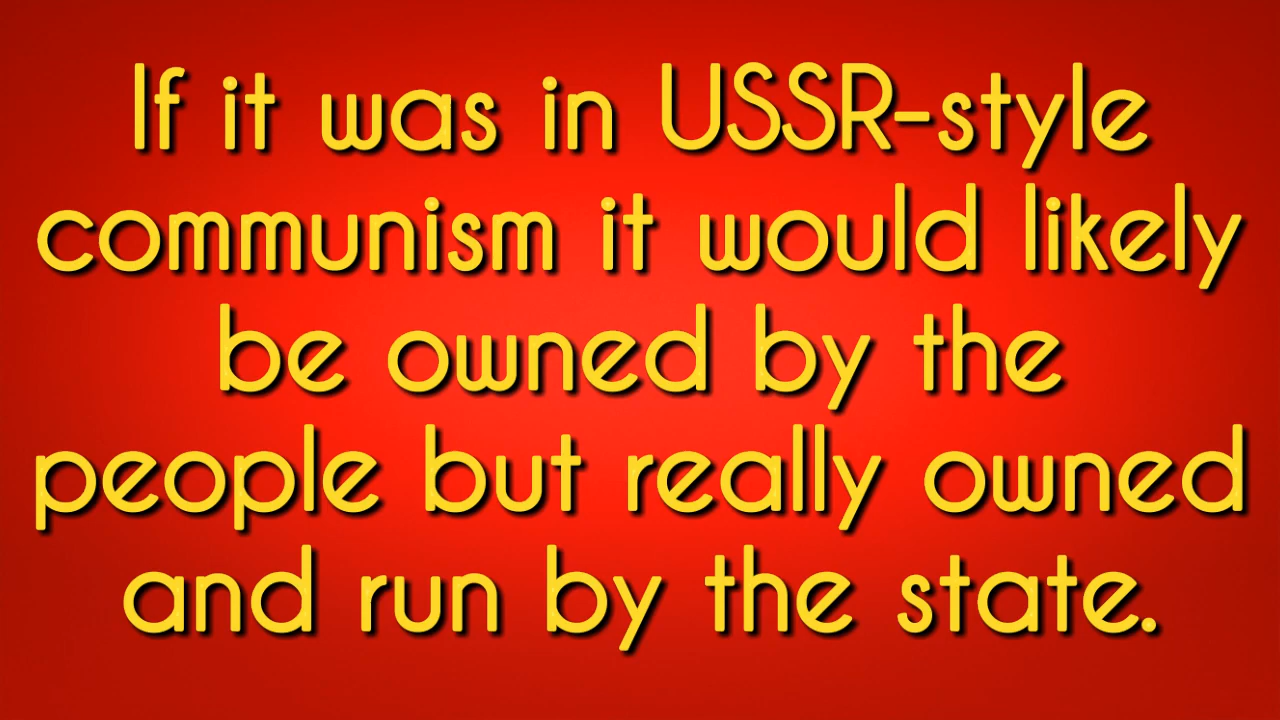 If it was in USSR-style
communism it would likely
be owned by the
people but really owned
and run by the state.